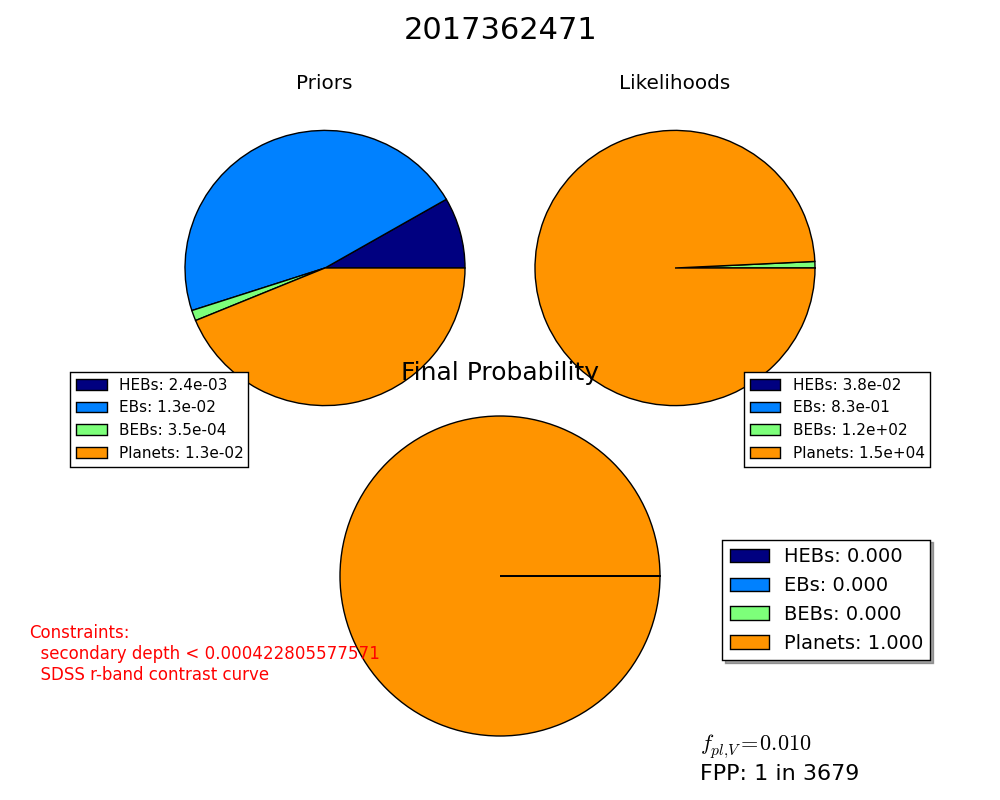 2017362471
Priors
Likelihoods
HEBs: 2.4e-03
EBs: 1.3e-02
BEBs: 3.5e-04
Planets: 1.3e-02
HEBs: 3.8e-02
EBs: 8.3e-01
BEBs: 1.2e+02
Planets: 1.5e+04
Final Probability
HEBs: 0.000
EBs: 0.000
BEBs: 0.000
Planets: 1.000
Constraints:
secondary depth < 0.000422805577571
SDSS r-band contrast curve
f_{pl,V}=0.010
FPP: 1 in 3679